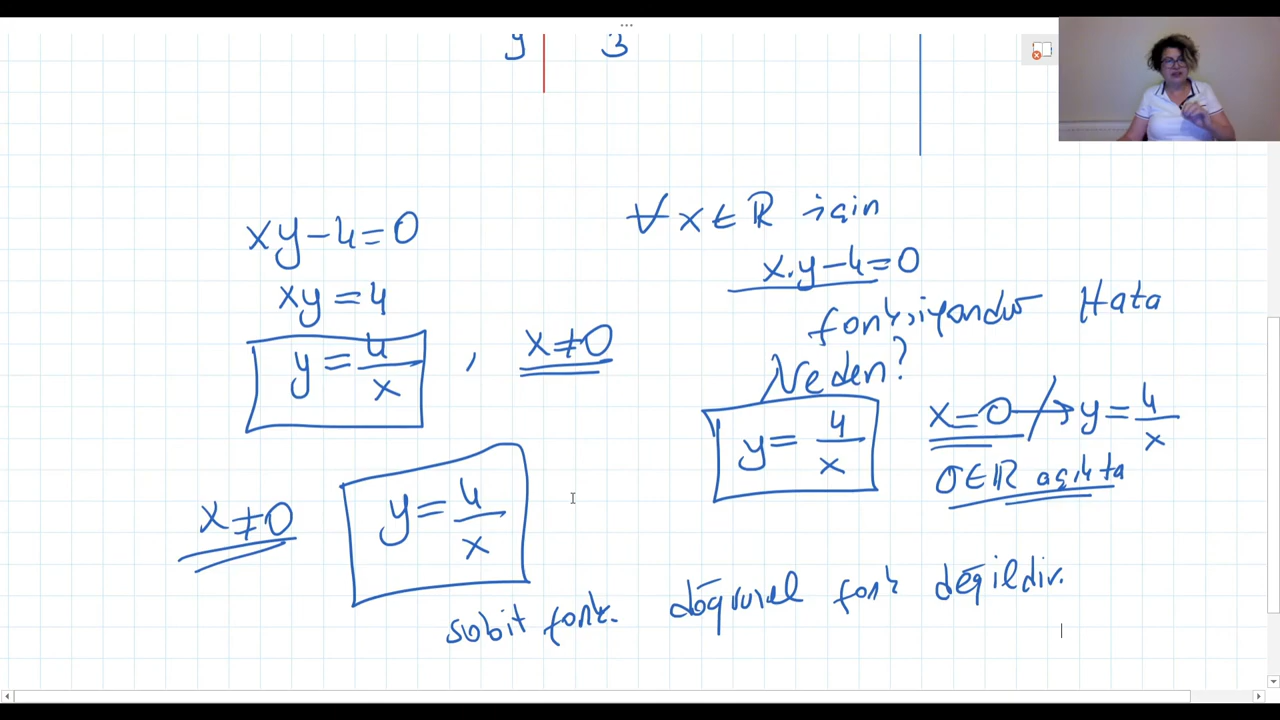 y 3
xy-4=0
xy=4
y=4/x , x≠0
x≠0 y=4/x
∀x∈ℝ için
x.y-4=0
fonksiyondur Hata
Neden?
y=4/x
x=0 ↛ y=4/x
0∈ℝ açıkta
sabit fonk. doğrusal fonk değildir.